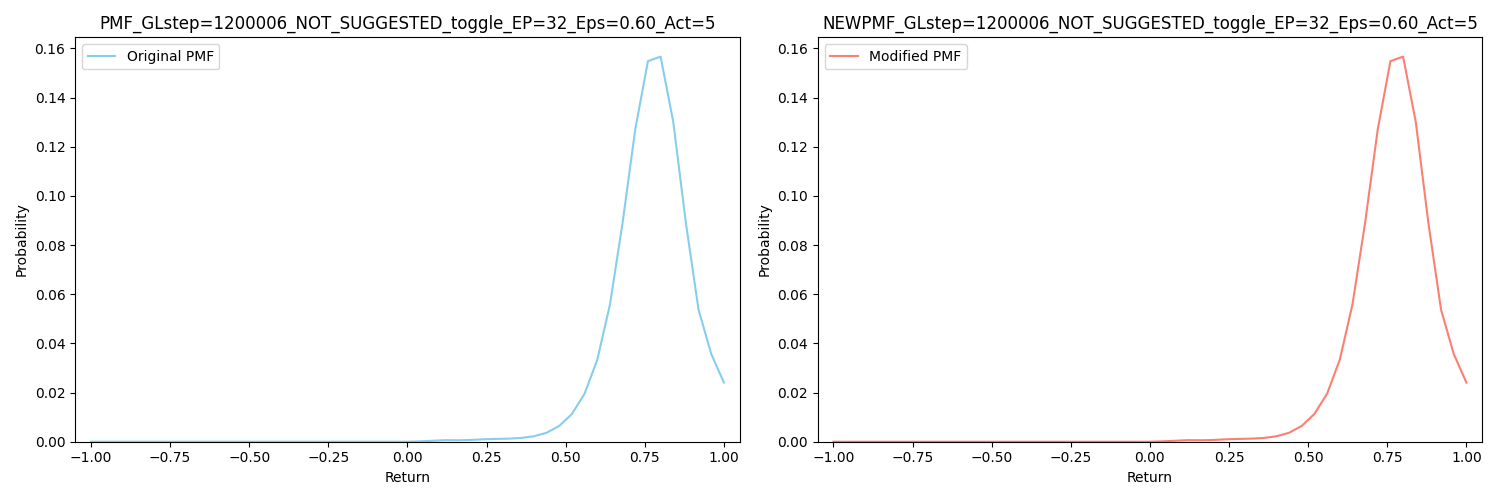 PMF_GLstep=1200006_NOT_SUGGESTED_toggle_EP=32_Eps=0.60_Act=5
Original PMF
0.16
0.14
0.12
0.10
0.08
0.06
0.04
0.02
0.00
Probability
−1.00 −0.75 −0.50 −0.25 0.00 0.25 0.50 0.75 1.00
Return
NEWPMF_GLstep=1200006_NOT_SUGGESTED_toggle_EP=32_Eps=0.60_Act=5
Modified PMF
0.16
0.14
0.12
0.10
0.08
0.06
0.04
0.02
0.00
Probability
−1.00 −0.75 −0.50 −0.25 0.00 0.25 0.50 0.75 1.00
Return